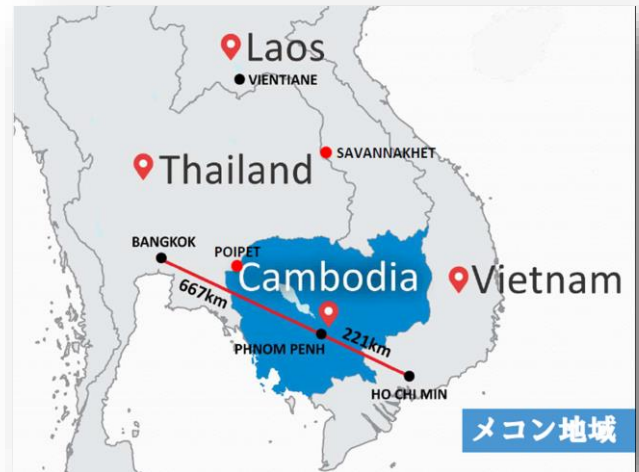 Laos
VIENTIANE
SAVANNAKHET
Thailand
BANGKOK
POIPET
Cambodia
667km
Vietnam
PHNOM PENH
221km
HO CHI MIN
メコン地域